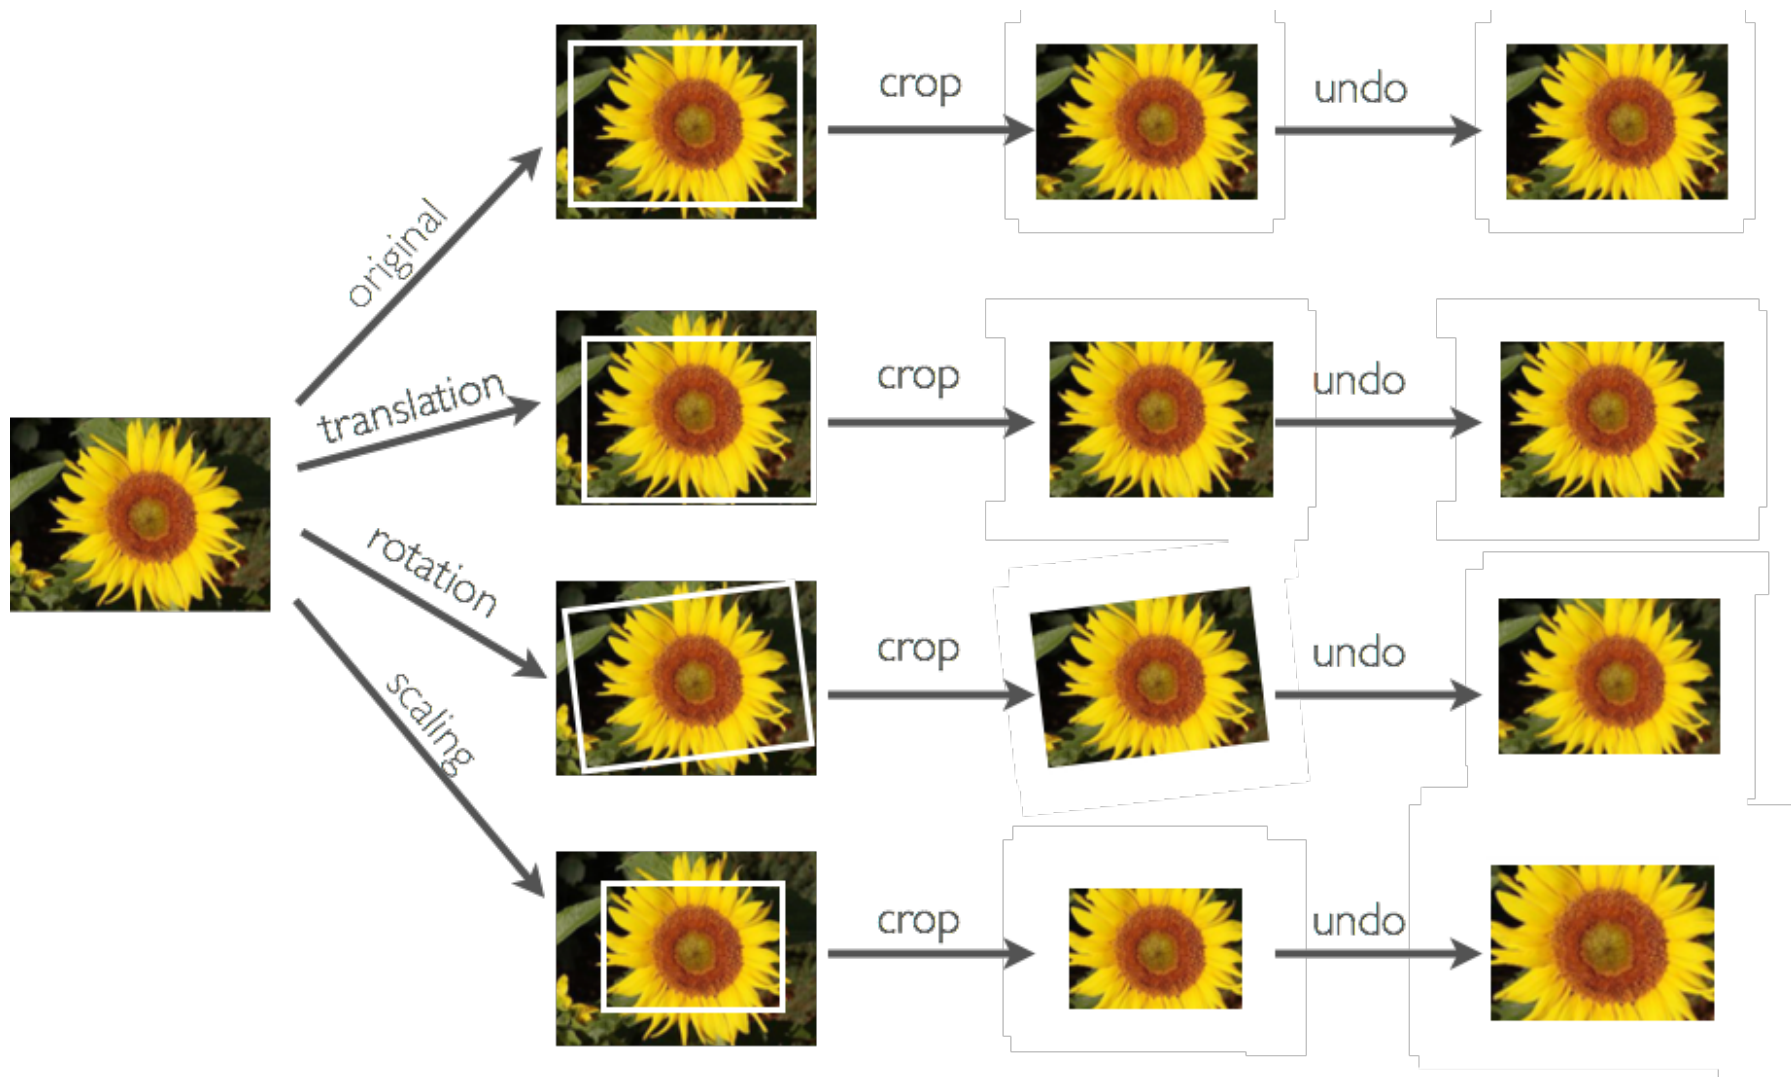 original
crop
undo
translation
crop
undo
rotation
crop
undo
scaling
crop
undo